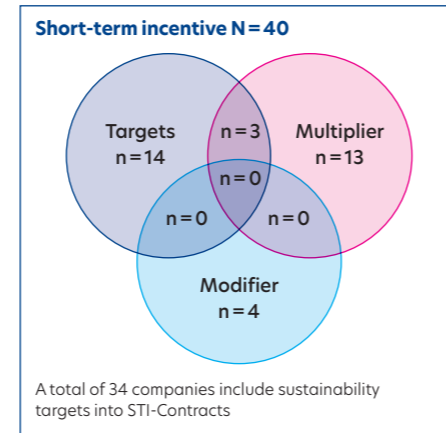 Short-term incentive N=40
Targets
n=14
n=3
Multiplier
n=13
n=0
n=0
n=0
Modifier
n=4
A total of 34 companies include sustainability
targets into STI-Contracts